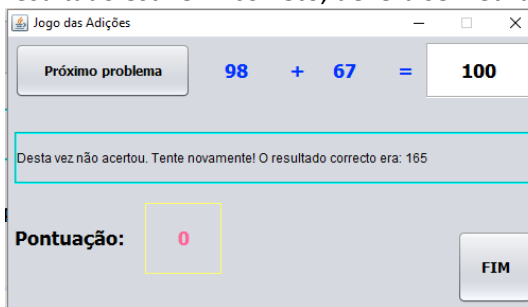 Jogo das Adições
Próximo problema 98 + 67 = 100
Desta vez não acertou. Tente novamente! O resultado correcto era: 165
Pontuação: 0
FIM